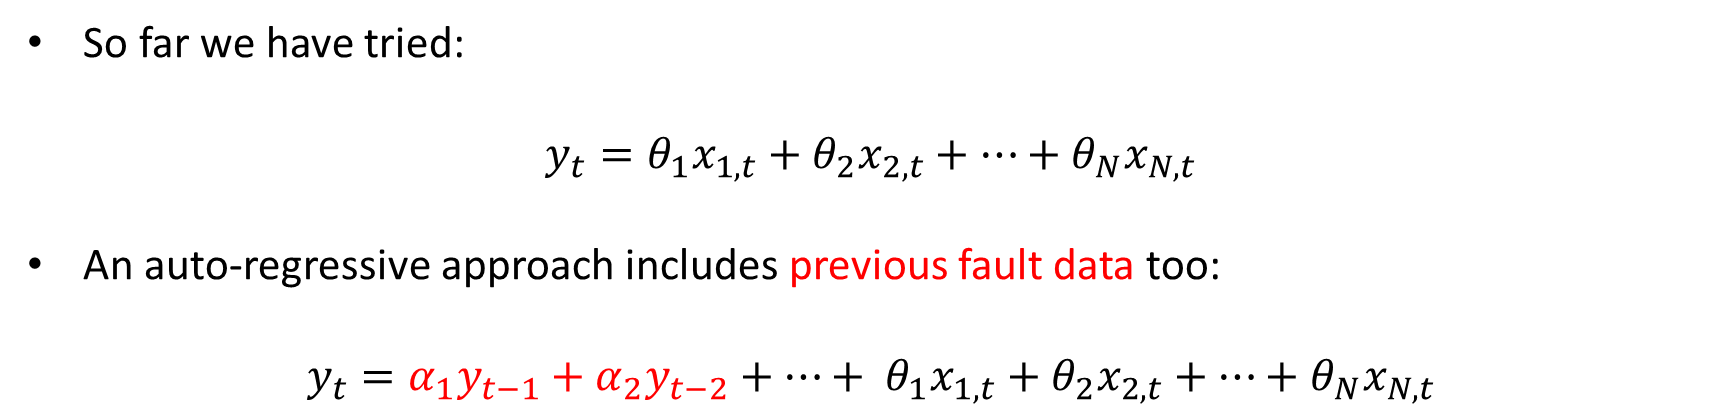 • So far we have tried:
y_t = θ_1x_{1,t} + θ_2x_{2,t} + ⋯ + θ_Nx_{N,t}
• An auto-regressive approach includes previous fault data too:
y_t = α_1y_{t−1} + α_2y_{t−2} + ⋯ + θ_1x_{1,t} + θ_2x_{2,t} + ⋯ + θ_Nx_{N,t}